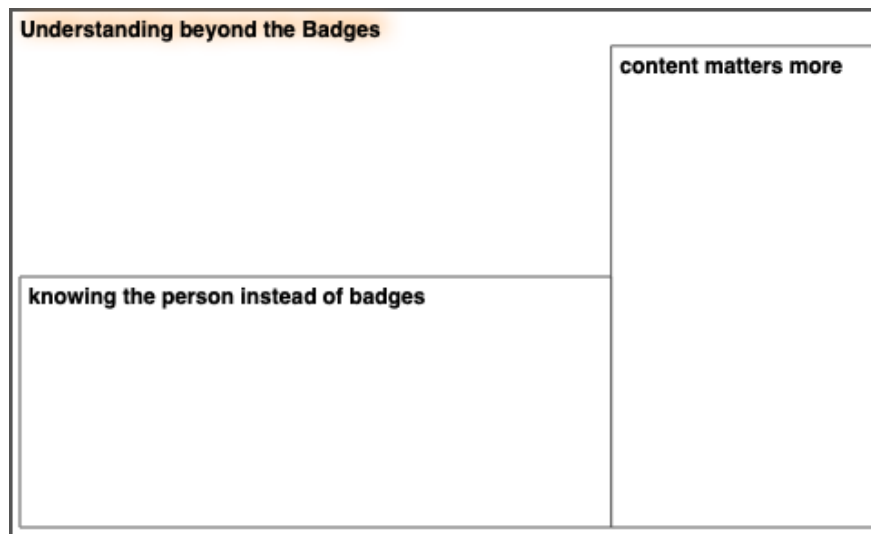 Understanding beyond the Badges
content matters more
knowing the person instead of badges